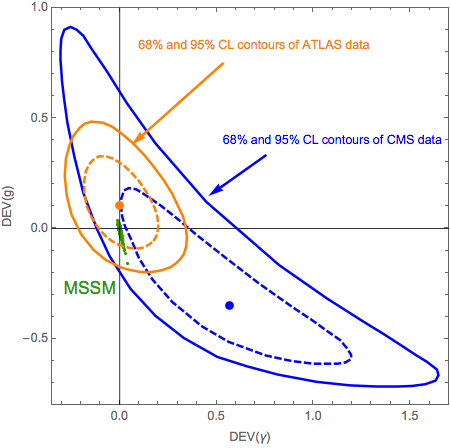 1.0
68% and 95% CL contours of ATLAS data
0.5
68% and 95% CL contours of CMS data
DEV(g)
0.0
MSSM
−0.5
0.0 0.5 1.0 1.5
DEV(γ)